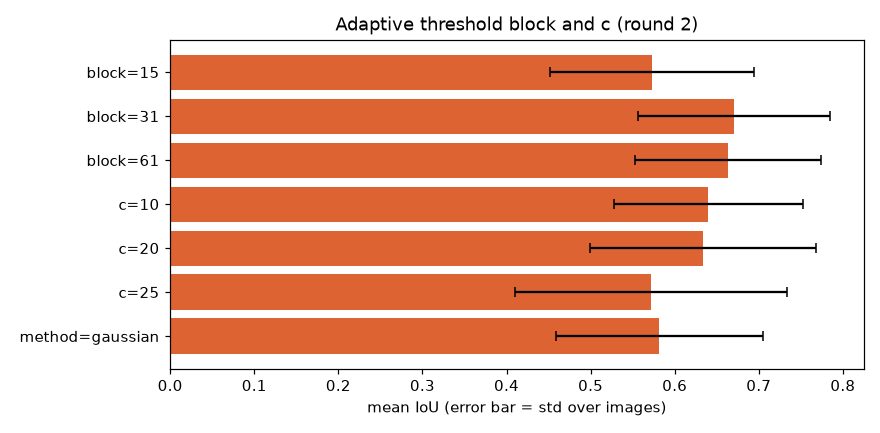 Adaptive threshold block and c (round 2)
block=15
block=31
block=61
c=10
c=20
c=25
method=gaussian
0.0 0.1 0.2 0.3 0.4 0.5 0.6 0.7 0.8
mean IoU (error bar = std over images)